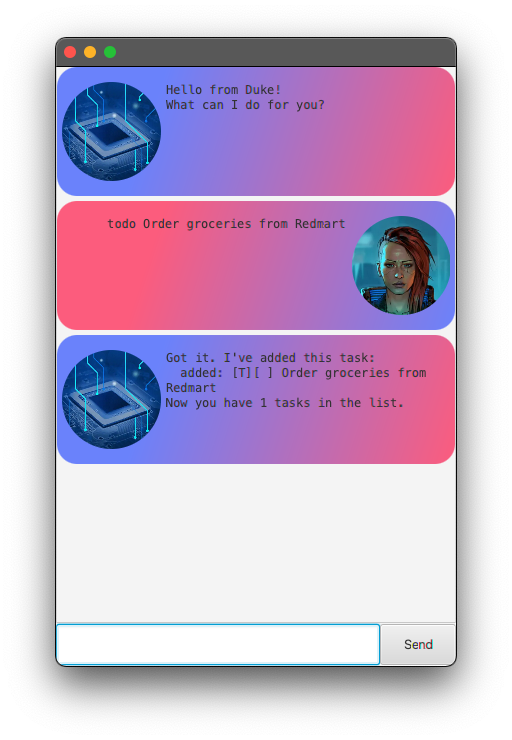 Hello from Duke!
What can I do for you?
todo Order groceries from Redmart
Got it. I've added this task:
  added: [T][ ] Order groceries from
Redmart
Now you have 1 tasks in the list.
Send